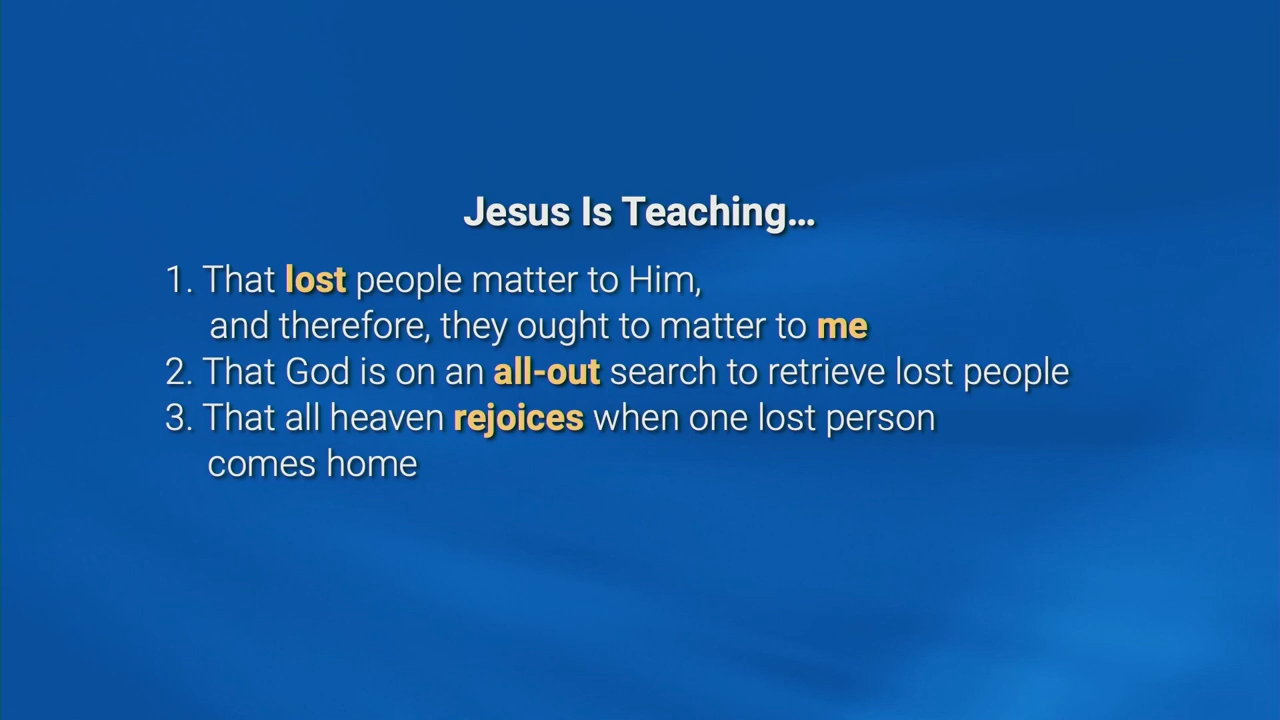 Jesus Is Teaching...
1. That lost people matter to Him,
and therefore, they ought to matter to me
2. That God is on an all-out search to retrieve lost people
3. That all heaven rejoices when one lost person
comes home